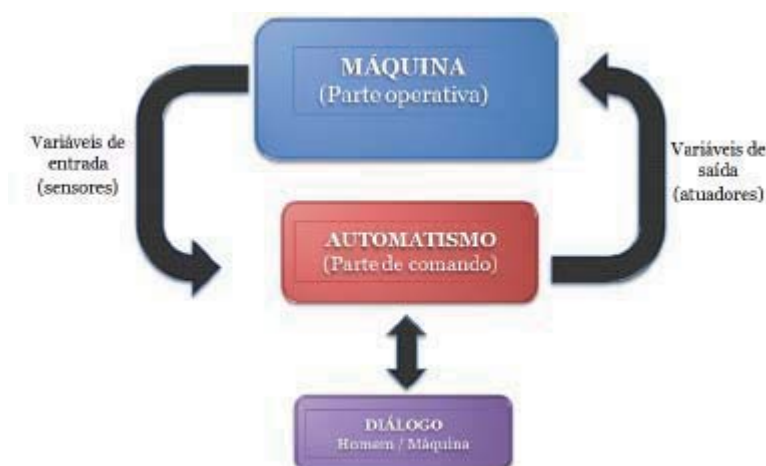 MÁQUINA
(Parte operativa)
Variáveis de
entrada
(sensores)
Variáveis de
saída
(atuadores)
AUTOMATISMO
(Parte de comando)
DIÁLOGO
Homem / Máquina